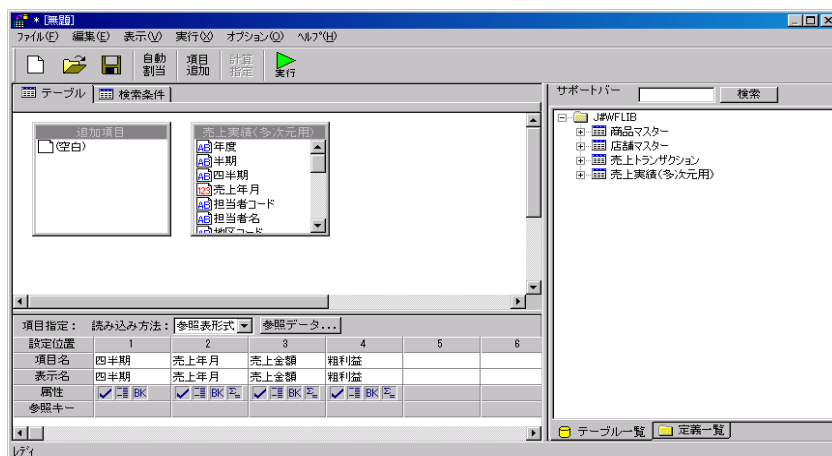 * [無題]
ファイル(F) 編集(E) 表示(V) 実行(X) オプション(O) ヘルプ(H)
自動割当 項目追加 計算指定 実行
テーブル 検索条件
サポートバー 検索
追加項目
(空白)
売上実績(多次元用)
年度
半期
四半期
売上年月
担当者コード
担当者名
地区コード
J#WFLIB
商品マスター
店舗マスター
売上トランザクション
売上実績(多次元用)
項目指定: 読み込み方法: 参照表形式 参照データ...
設定位置 1 2 3 4 5 6
項目名 四半期 売上年月 売上金額 粗利益
表示名 四半期 売上年月 売上金額 粗利益
属性 BK BK Σ BK Σ BK Σ
参照キー
テーブル一覧 定義一覧
レディ